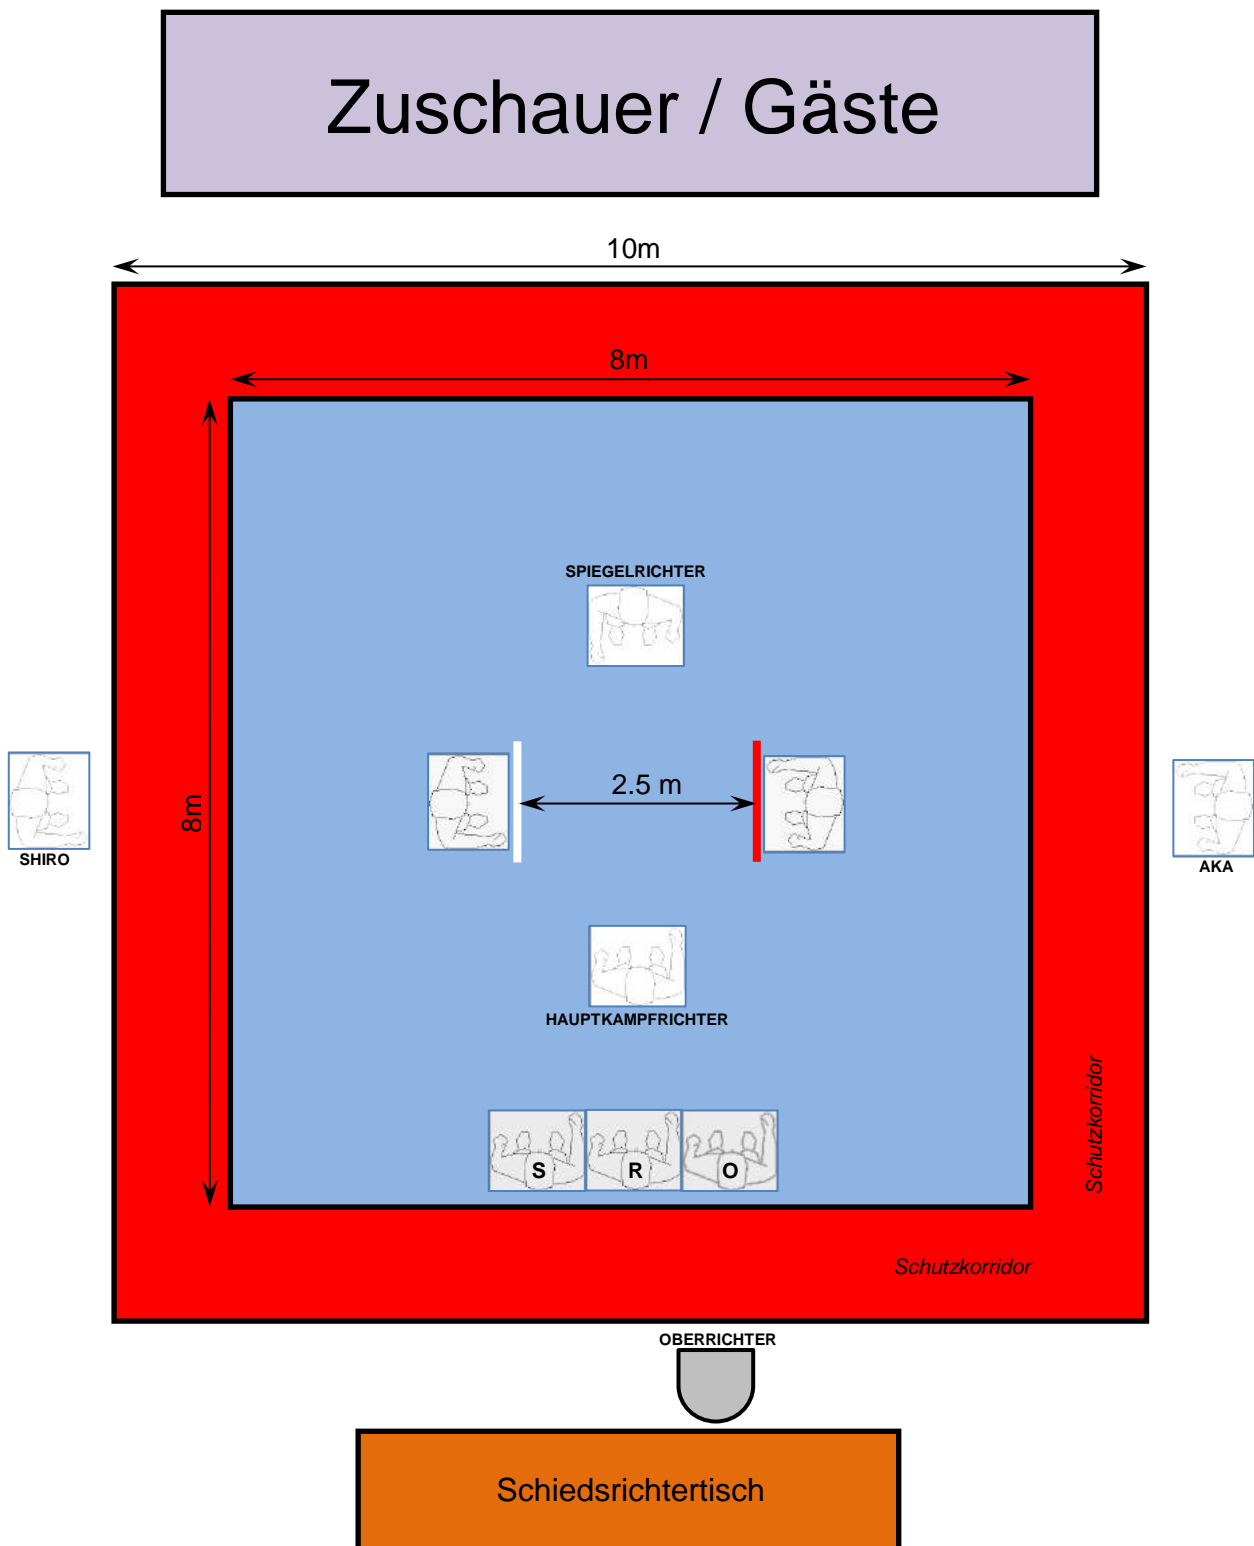 Zuschauer / Gäste
10m
8m
SPIEGELRICHTER
2.5 m
8m
SHIRO
AKA
HAUPTKAMPFRICHTER
Schutzkorridor
S R O
Schutzkorridor
OBERRICHTER
Schiedsrichtertisch